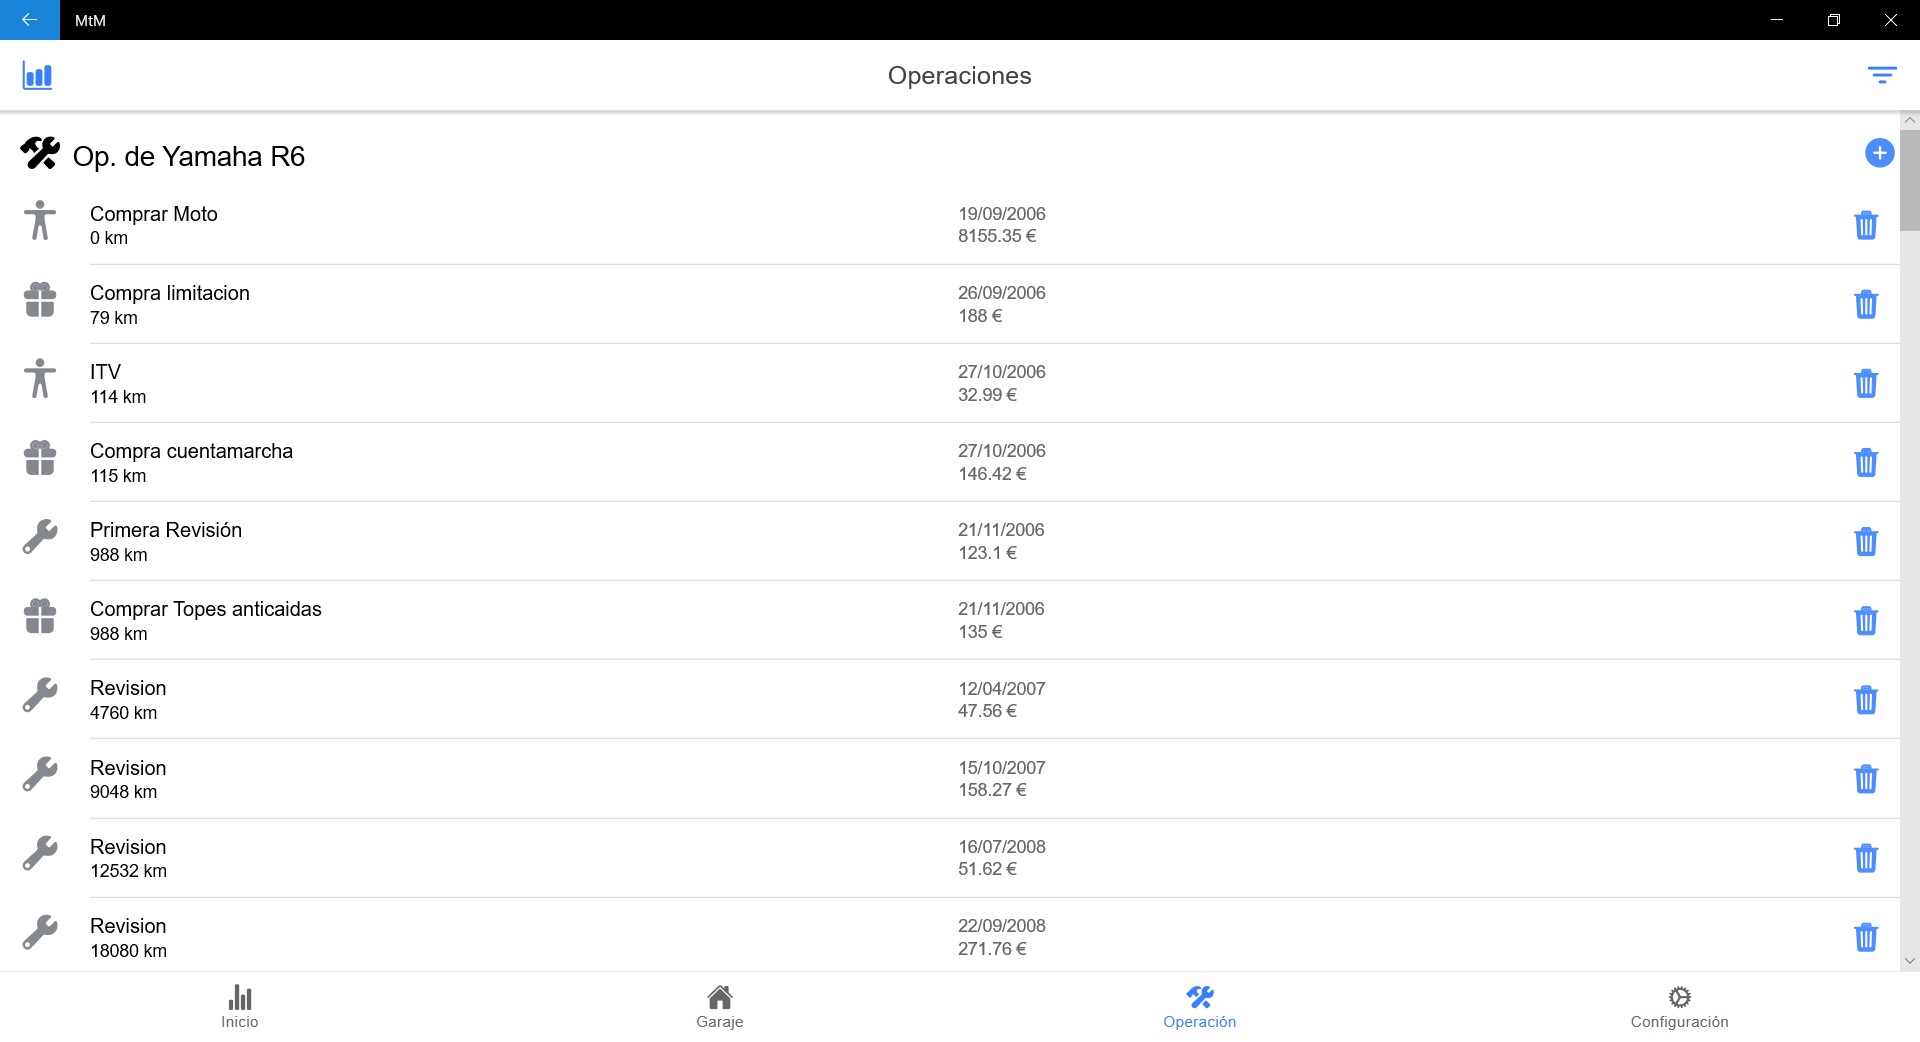 MtM
Operaciones
Op. de Yamaha R6
Comprar Moto
0 km
19/09/2006
8155.35 €
Compra limitacion
79 km
26/09/2006
188 €
ITV
114 km
27/10/2006
32.99 €
Compra cuentamarcha
115 km
27/10/2006
146.42 €
Primera Revisión
988 km
21/11/2006
123.1 €
Comprar Topes anticaidas
988 km
21/11/2006
135 €
Revision
4760 km
12/04/2007
47.56 €
Revision
9048 km
15/10/2007
158.27 €
Revision
12532 km
16/07/2008
51.62 €
Revision
18080 km
22/09/2008
271.76 €
Inicio
Garaje
Operación
Configuración